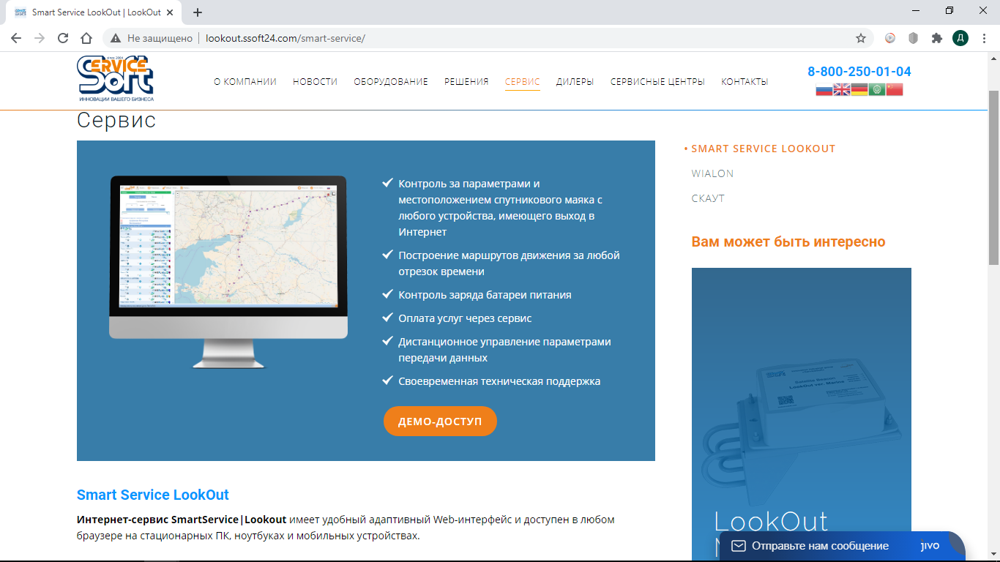 Smart Service LookOut | LookOut
Не защищено
lookout.ssoft24.com/smart-service/
Д
since 2004
SERVICE
Soft
ИННОВАЦИИ ВАШЕГО БИЗНЕСА
О КОМПАНИИ
НОВОСТИ
ОБОРУДОВАНИЕ
РЕШЕНИЯ
СЕРВИС
ДИЛЕРЫ
СЕРВИСНЫЕ ЦЕНТРЫ
КОНТАКТЫ
8-800-250-01-04
Сервис
Контроль за параметрами и
местоположением спутникового маяка с
любого устройства, имеющего выход в
Интернет
Построение маршрутов движения за любой
отрезок времени
Контроль заряда батареи питания
Оплата услуг через сервис
Дистанционное управление параметрами
передачи данных
Своевременная техническая поддержка
ДЕМО-ДОСТУП
• SMART SERVICE LOOKOUT
WIALON
СКАУТ
Вам может быть интересно
Satellite Beacon
LookOut ver. Marine
LookOut
Smart Service LookOut
Интернет-сервис SmartService|Lookout имеет удобный адаптивный Web-интерфейс и доступен в любом
браузере на стационарных ПК, ноутбуках и мобильных устройствах.
Отправьте нам сообщение
jivo